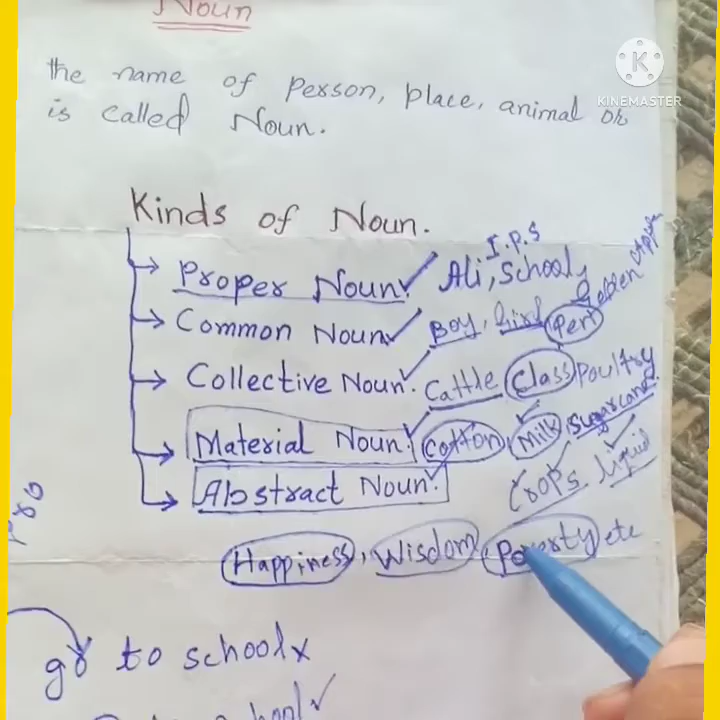 Noun
the name of person, place, animal or
is called Noun.
KINEMASTER
Kinds of Noun.
I.P.S
Proper Noun. Ali, School,
Golden Apple
Common Noun Boy, Girl Pen
Collective Noun. Cattle Class Poultry
Material Noun. Cotton, Milk, Sugarcane.
Crops liquid
Abstract Noun.
Happiness, Wisdom, Poverty etc
go to school x